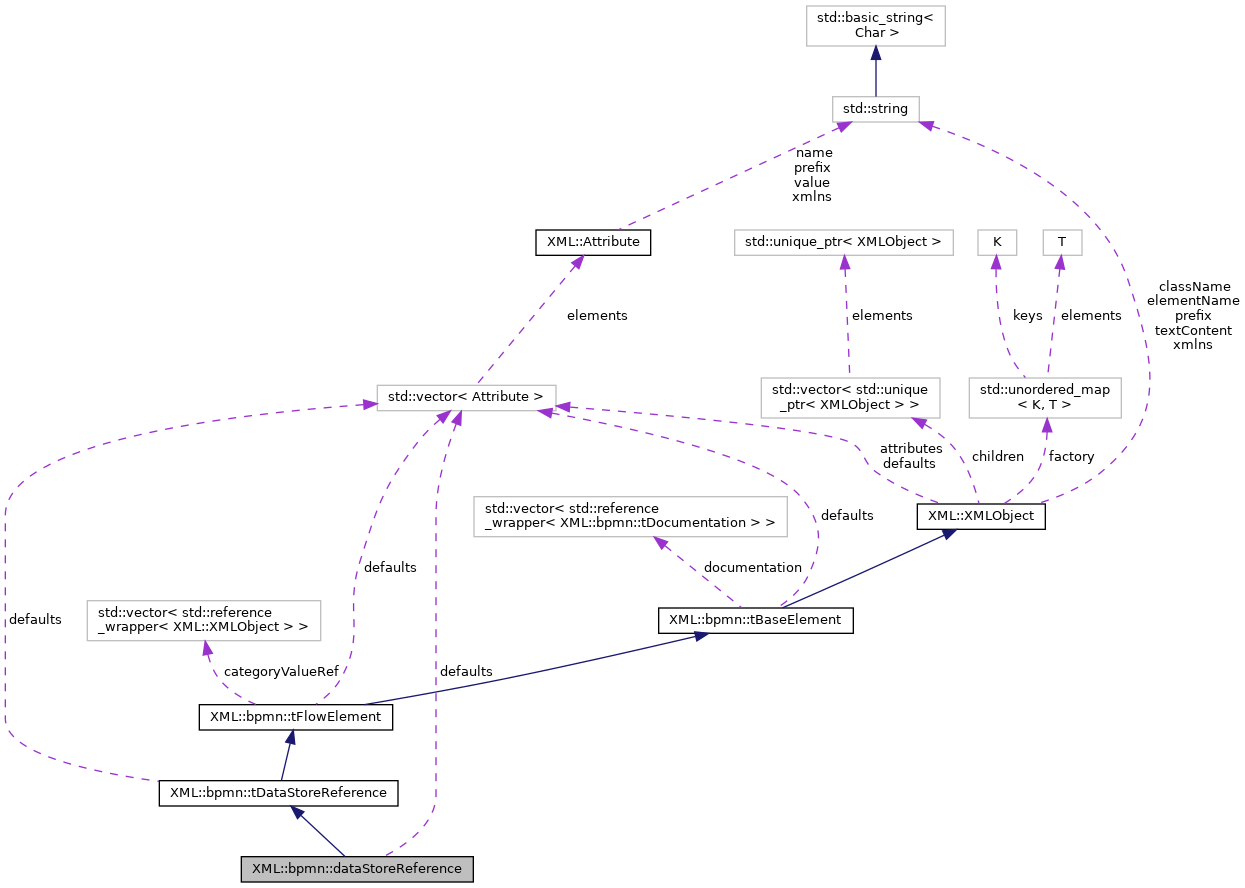 std::basic_string<
Char >
std::string
name
prefix
value
xmlns
XML::Attribute
std::unique_ptr< XMLObject >
K
T
className
elementName
prefix
textContent
xmlns
elements
elements
keys
elements
std::vector< Attribute >
std::vector< std::unique
_ptr< XMLObject > >
std::unordered_map
< K, T >
attributes
defaults
children
factory
std::vector< std::reference
_wrapper< XML::bpmn::tDocumentation > >
defaults
XML::XMLObject
defaults
documentation
std::vector< std::reference
_wrapper< XML::XMLObject > >
defaults
XML::bpmn::tBaseElement
categoryValueRef
defaults
XML::bpmn::tFlowElement
XML::bpmn::tDataStoreReference
XML::bpmn::dataStoreReference